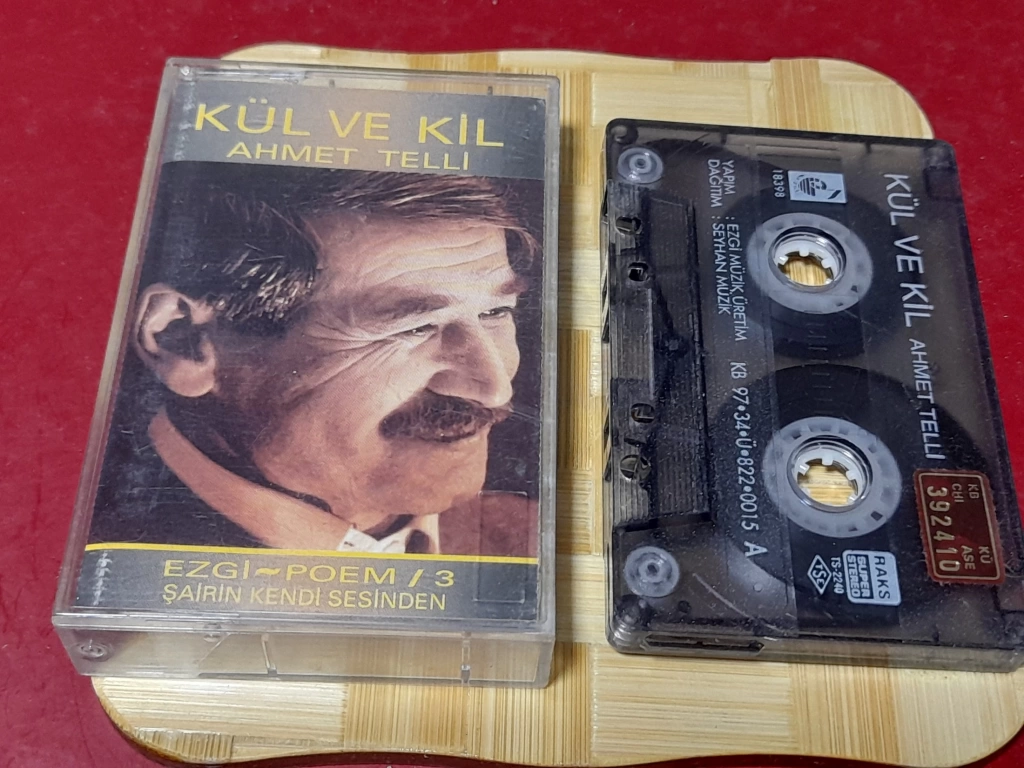 KÜL VE KİL
AHMET TELLİ
EZGİ~POEM / 3
ŞAİRİN KENDİ SESİNDEN
KÜL VE KİL AHMET TELLİ
18398
YAPIM : EZGİ MÜZİK ÜRETİM
DAĞITIM : SEYHAN MÜZİK
KB 97•34•Ü•822•0015 A
RAKS
SUPER
STEREO
TS-2240
TSE
KB
CHI
392410
KÜ
ASE